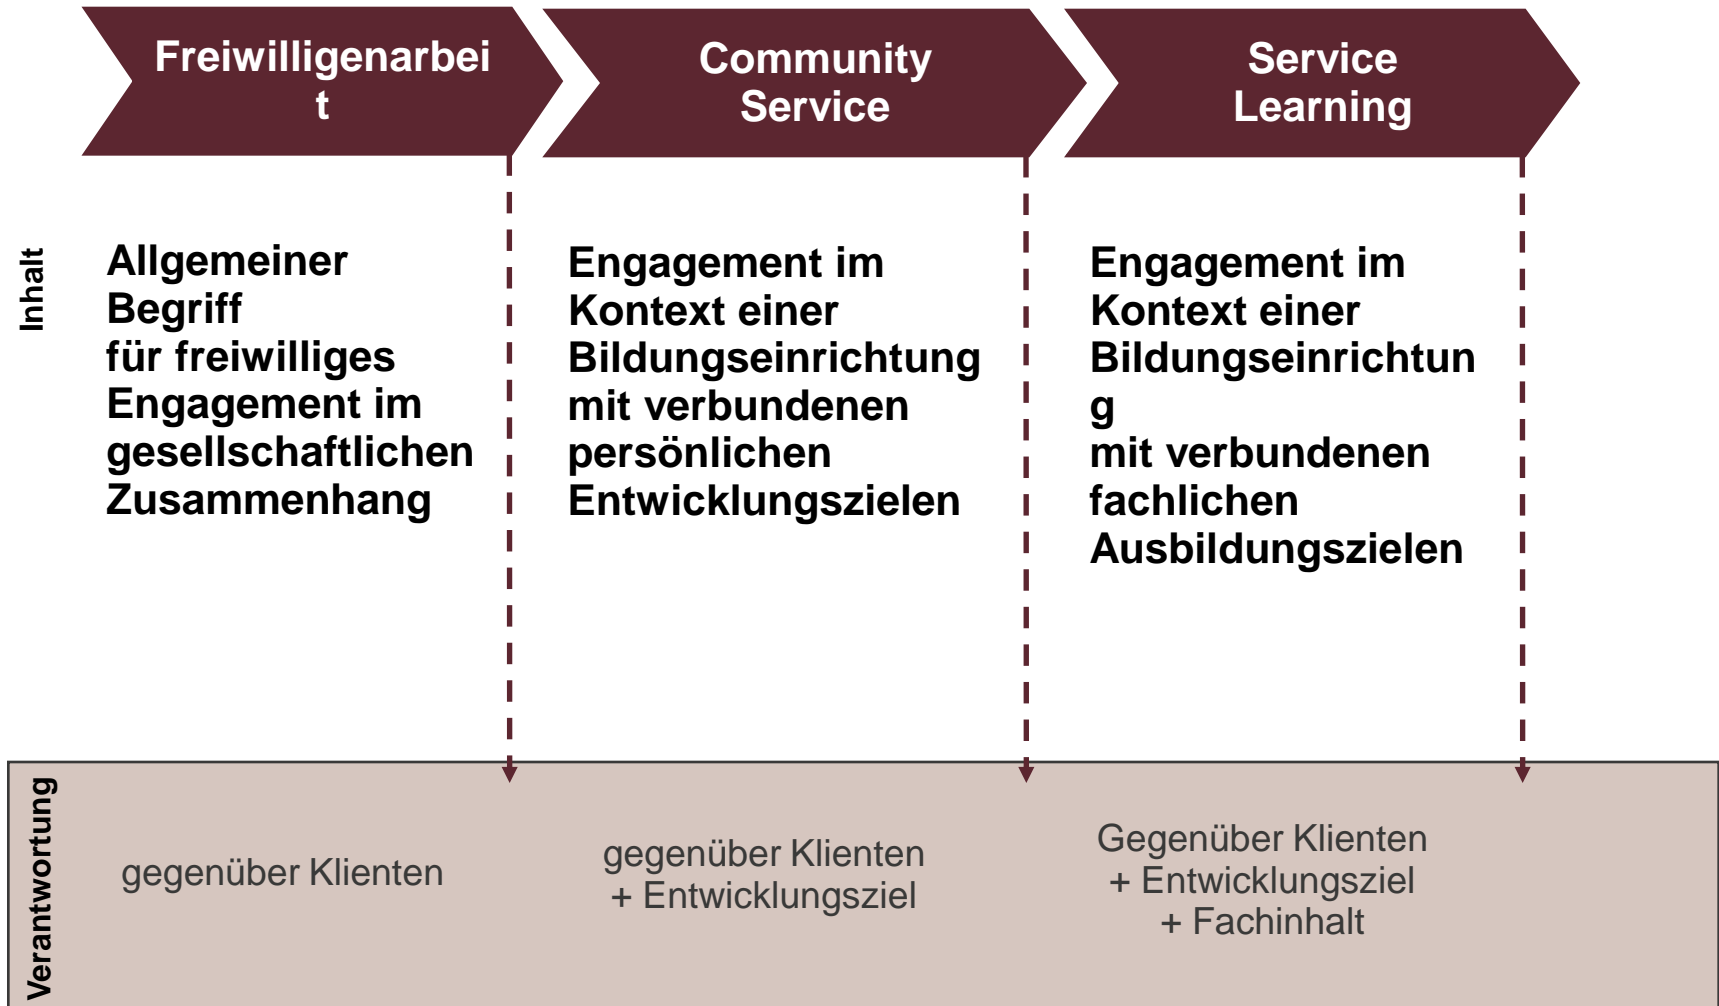 Freiwilligenarbei
t
Community
Service
Service
Learning
Inhalt
Allgemeiner
Begriff
für freiwilliges
Engagement im
gesellschaftlichen
Zusammenhang
Engagement im
Kontext einer
Bildungseinrichtung
mit verbundenen
persönlichen
Entwicklungszielen
Engagement im
Kontext einer
Bildungseinrichtun
g
mit verbundenen
fachlichen
Ausbildungszielen
Verantwortung
gegenüber Klienten
gegenüber Klienten
+ Entwicklungsziel
Gegenüber Klienten
+ Entwicklungsziel
+ Fachinhalt